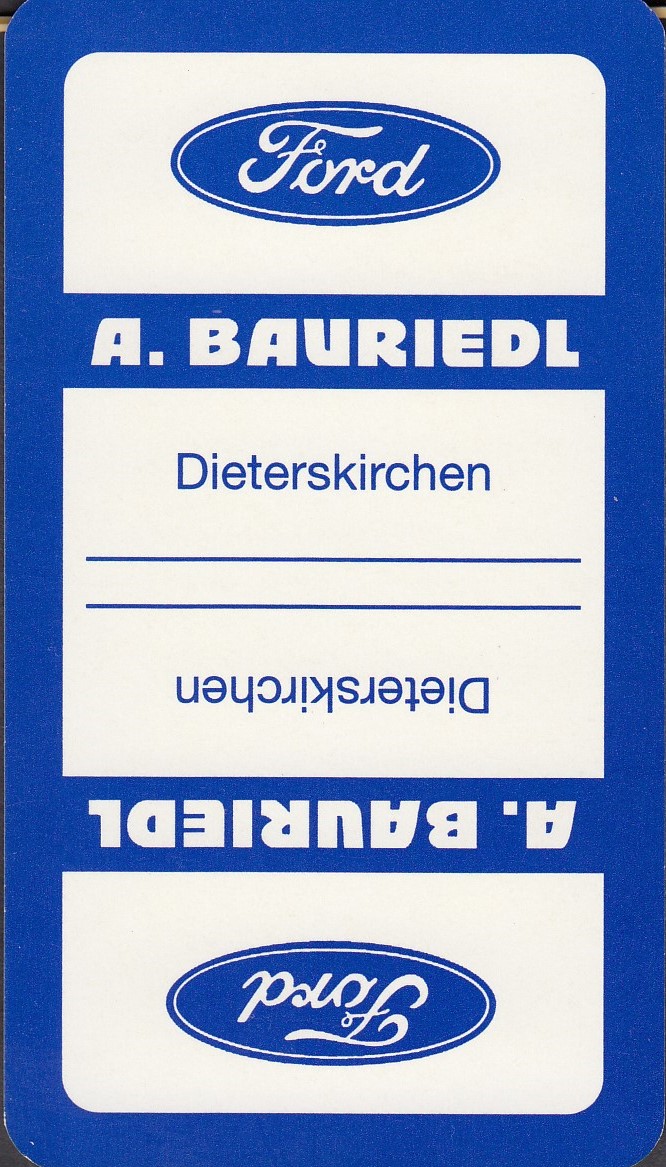 Ford
A. BAURIEDL
Dieterskirchen
Dieterskirchen
A. BAURIEDL
Ford